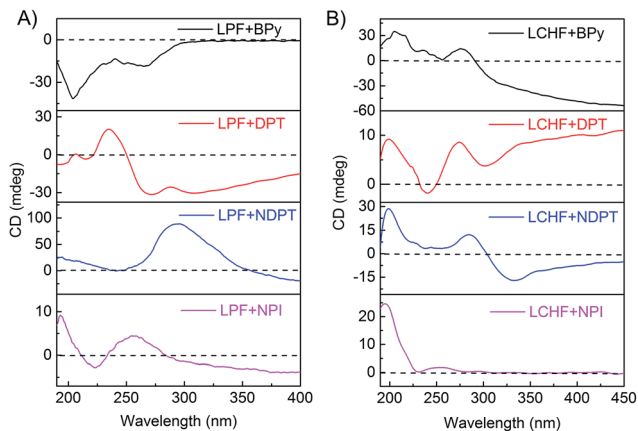 A)
LPF+BPy
0
-30
-60
LPF+DPT
30
0
-30
LPF+NDPT
100
50
0
LPF+NPI
10
0
200 250 300 350 400
Wavelength (nm)
CD (mdeg)
B)
LCHF+BPy
30
0
-30
-60
LCHF+DPT
10
0
LCHF+NDPT
30
15
0
-15
LCHF+NPI
20
10
0
200 250 300 350 400 450
Wavelength (nm)
CD (mdeg)